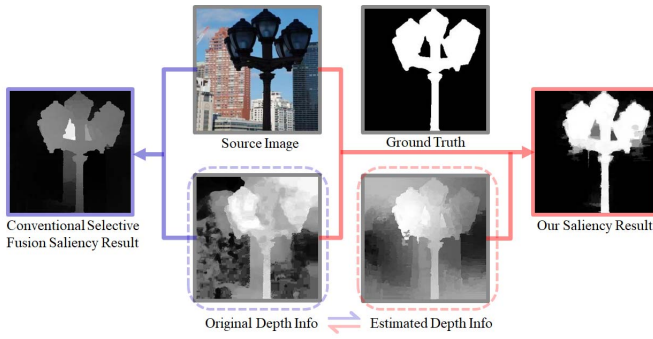 Source Image
Ground Truth
Conventional Selective
Fusion Saliency Result
Our Saliency Result
Original Depth Info
Estimated Depth Info